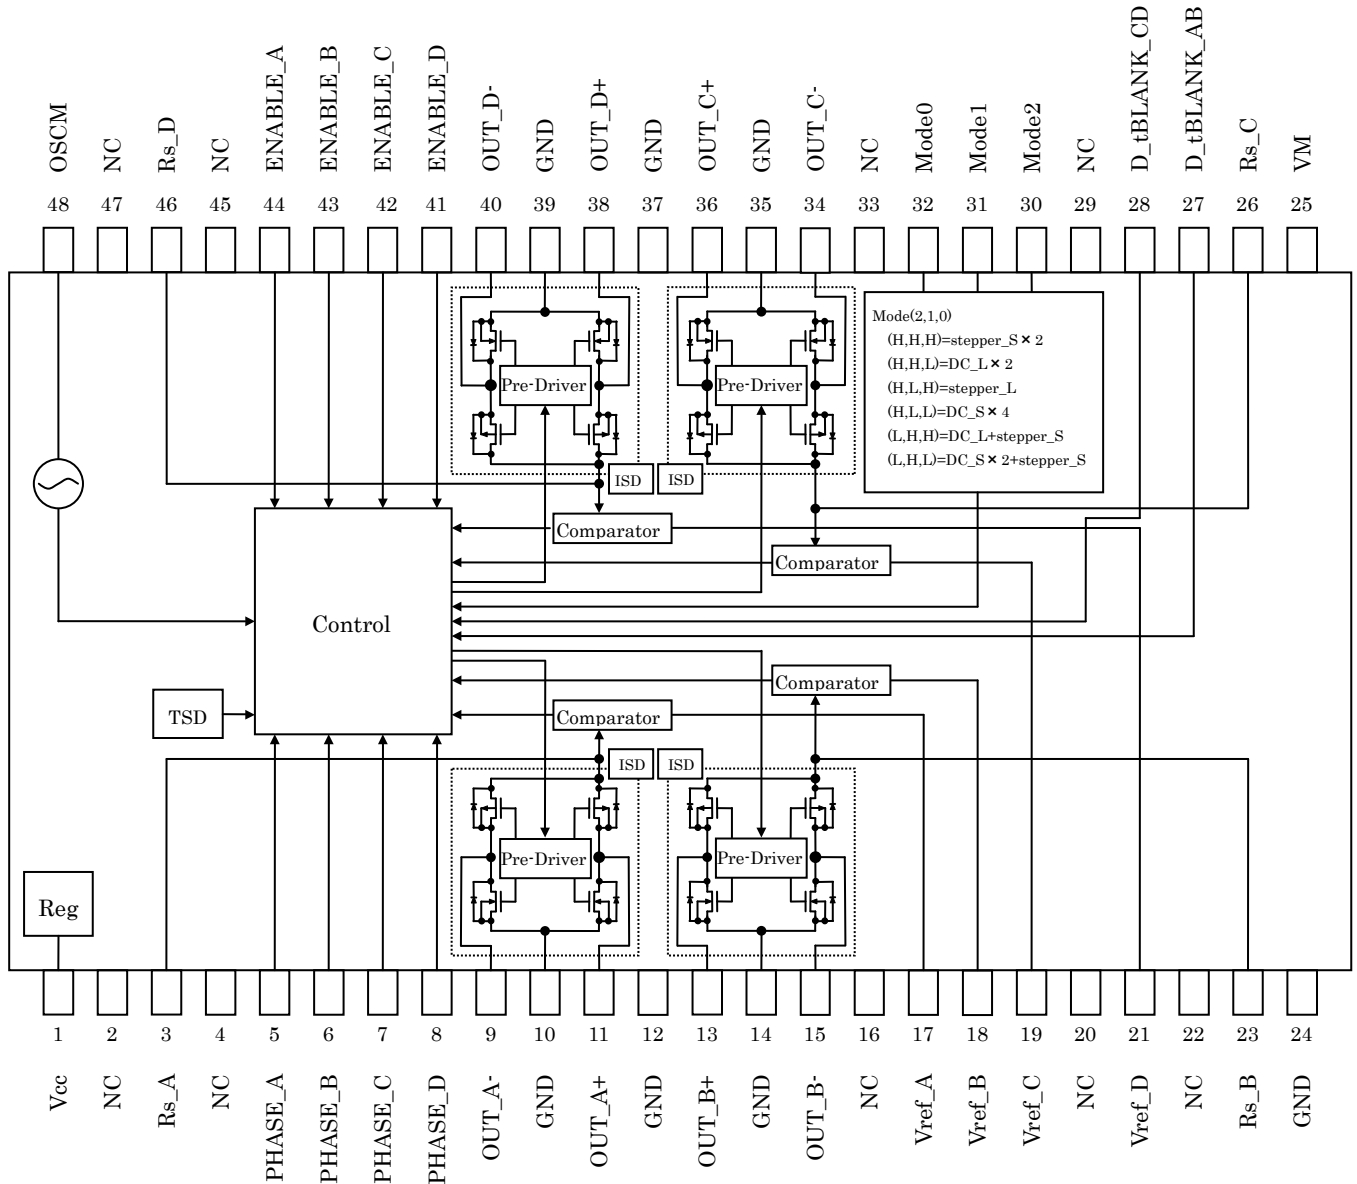 OSCM
NC
Rs_D
NC
ENABLE_A
ENABLE_B
ENABLE_C
ENABLE_D
OUT_D-
GND
OUT_D+
GND
OUT_C+
GND
OUT_C-
NC
Mode0
Mode1
Mode2
NC
D_tBLANK_CD
D_tBLANK_AB
Rs_C
VM
48 47 46 45 44 43 42 41 40 39 38 37 36 35 34 33 32 31 30 29 28 27 26 25
Mode(2,1,0)
(H,H,H)=stepper_S × 2
(H,H,L)=DC_L × 2
(H,L,H)=stepper_L
(H,L,L)=DC_S × 4
(L,H,H)=DC_L+stepper_S
(L,H,L)=DC_S × 2+stepper_S
Pre-Driver
Pre-Driver
ISD
ISD
Comparator
Comparator
Control
Comparator
Comparator
TSD
ISD
ISD
Pre-Driver
Pre-Driver
Reg
1 2 3 4 5 6 7 8 9 10 11 12 13 14 15 16 17 18 19 20 21 22 23 24
Vcc
NC
Rs_A
NC
PHASE_A
PHASE_B
PHASE_C
PHASE_D
OUT_A-
GND
OUT_A+
GND
OUT_B+
GND
OUT_B-
NC
Vref_A
Vref_B
Vref_C
NC
Vref_D
NC
Rs_B
GND